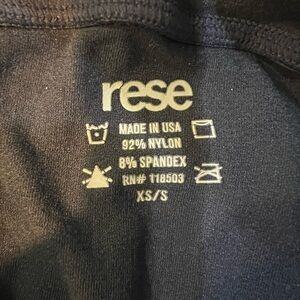 rese
MADE IN USA
92% NYLON
8% SPANDEX
RN# 118503
XS/S